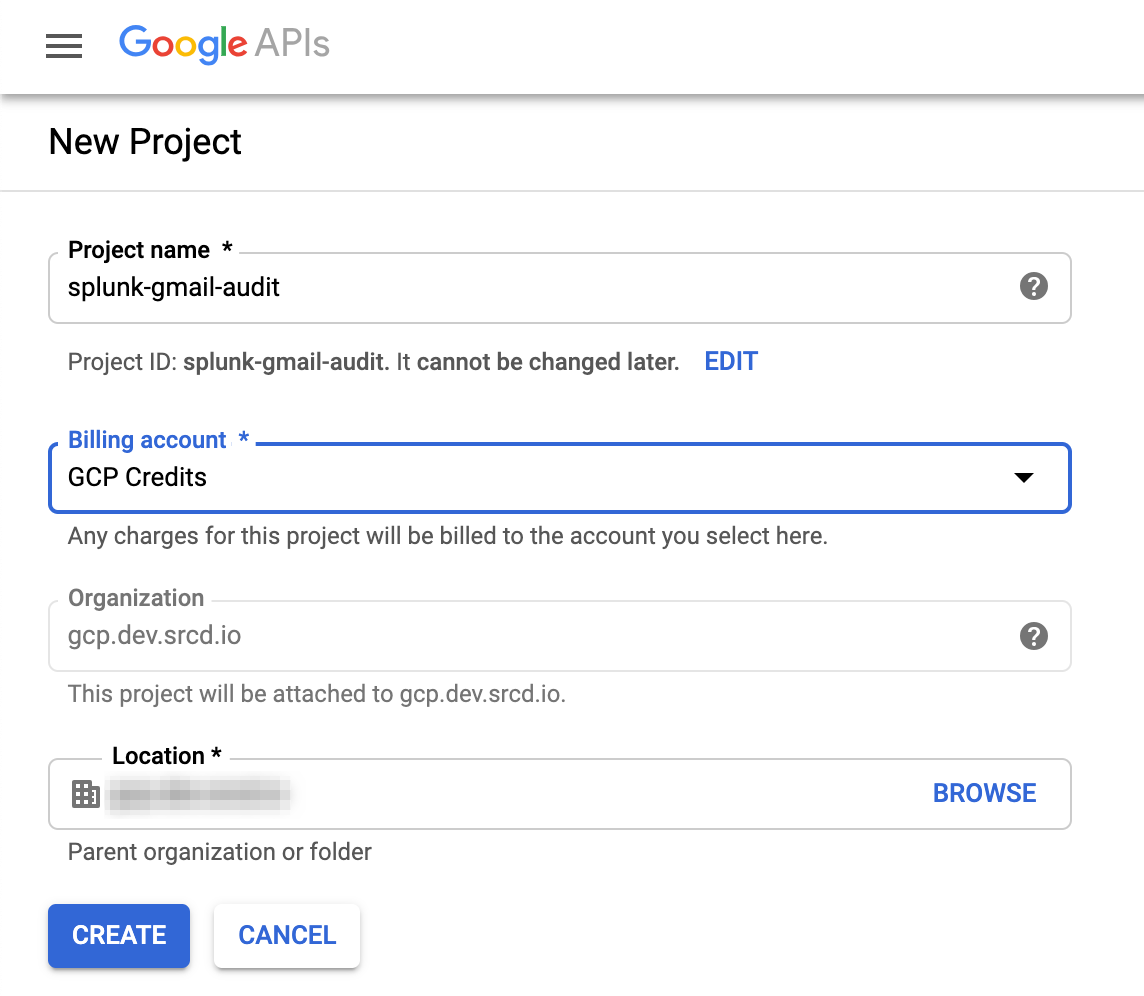 Google APIs
New Project
Project name *
splunk-gmail-audit
Project ID: splunk-gmail-audit. It cannot be changed later. EDIT
Billing account *
GCP Credits
Any charges for this project will be billed to the account you select here.
Organization
gcp.dev.srcd.io
This project will be attached to gcp.dev.srcd.io.
Location *
BROWSE
Parent organization or folder
CREATE CANCEL